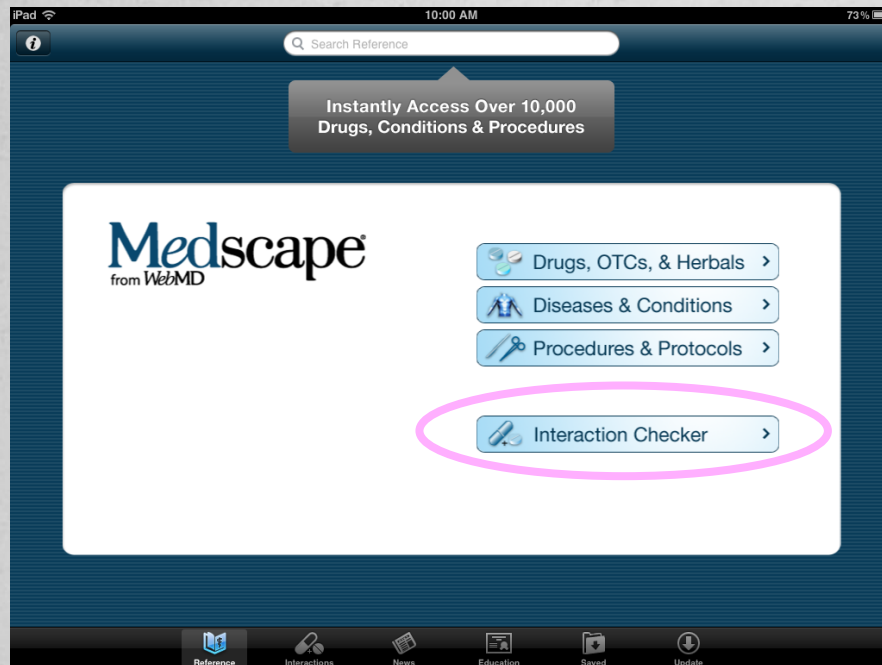 iPad 10:00 AM 73%
Search Reference
Instantly Access Over 10,000
Drugs, Conditions & Procedures
Medscape®
from WebMD
Drugs, OTCs, & Herbals
Diseases & Conditions
Procedures & Protocols
Interaction Checker
Reference Interactions News Education Saved Update